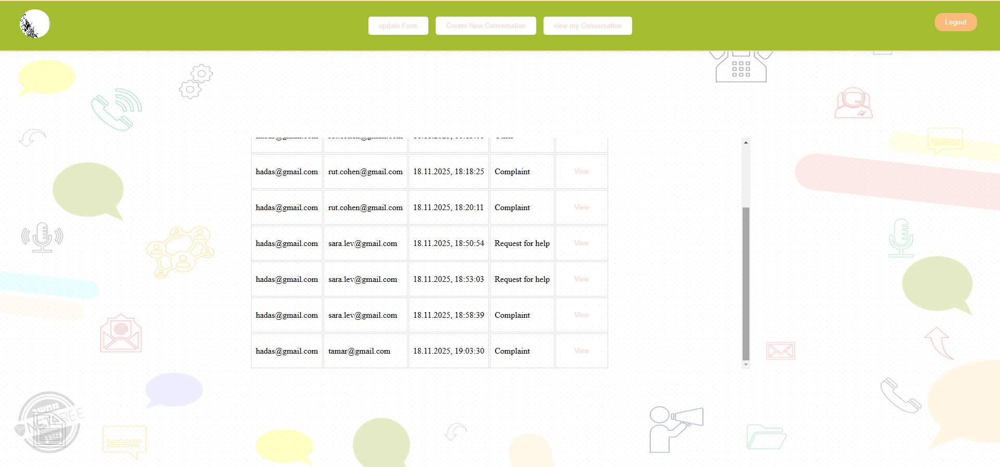 update Form
Create New Conversation
view my Conversation
Logout
hadas@gmail.com rut.cohen@gmail.com 18.11.2025, 18:18:25 Complaint View
hadas@gmail.com rut.cohen@gmail.com 18.11.2025, 18:20:11 Complaint View
hadas@gmail.com sara.lev@gmail.com 18.11.2025, 18:50:54 Request for help View
hadas@gmail.com sara.lev@gmail.com 18.11.2025, 18:53:03 Request for help View
hadas@gmail.com sara.lev@gmail.com 18.11.2025, 18:58:39 Complaint View
hadas@gmail.com tamar@gmail.com 18.11.2025, 19:03:30 Complaint View